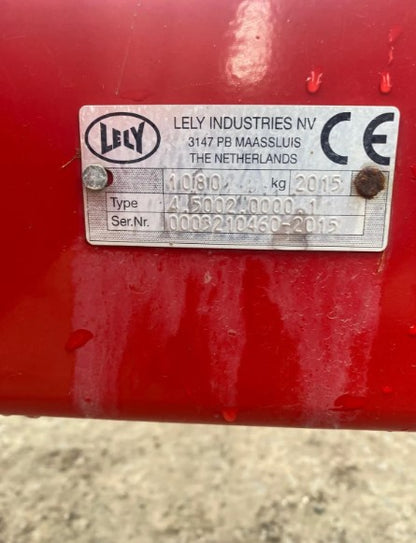 LELY
LELY INDUSTRIES NV
3147 PB MAASSLUIS
THE NETHERLANDS
CE
1080 kg 2015
Type 4.5002.0000.1
Ser.Nr. 0003210460-2015